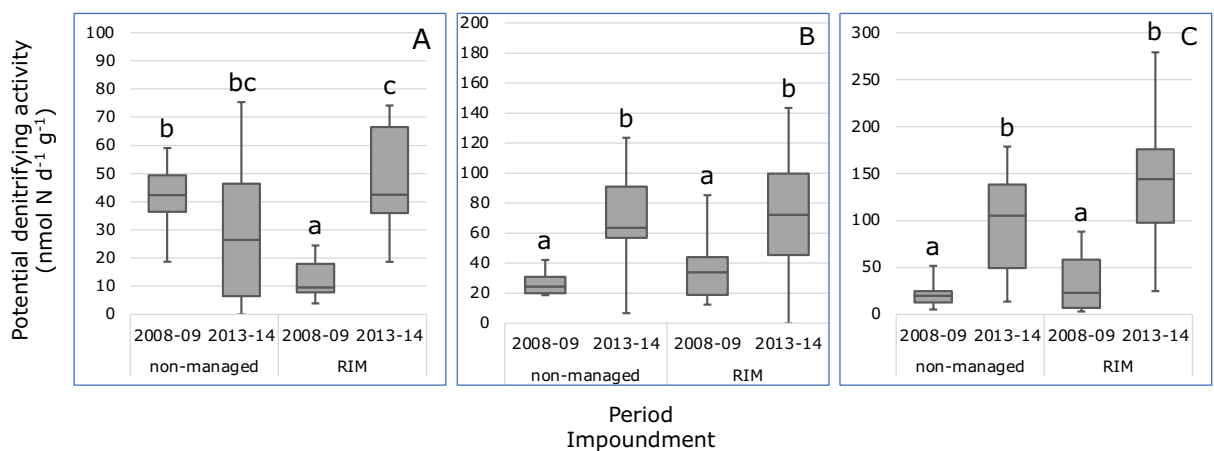 Potential denitrifying activity
(nmol N d⁻¹ g⁻¹)
A
100
90
80
70
60
50
40
30
20
10
0
b
bc
a
c
2008-09 2013-14 2008-09 2013-14
non-managed RIM
B
200
180
160
140
120
100
80
60
40
20
0
a
b
a
b
2008-09 2013-14 2008-09 2013-14
non-managed RIM
C
300
250
200
150
100
50
0
a
b
a
b
2008-09 2013-14 2008-09 2013-14
non-managed RIM
Period
Impoundment